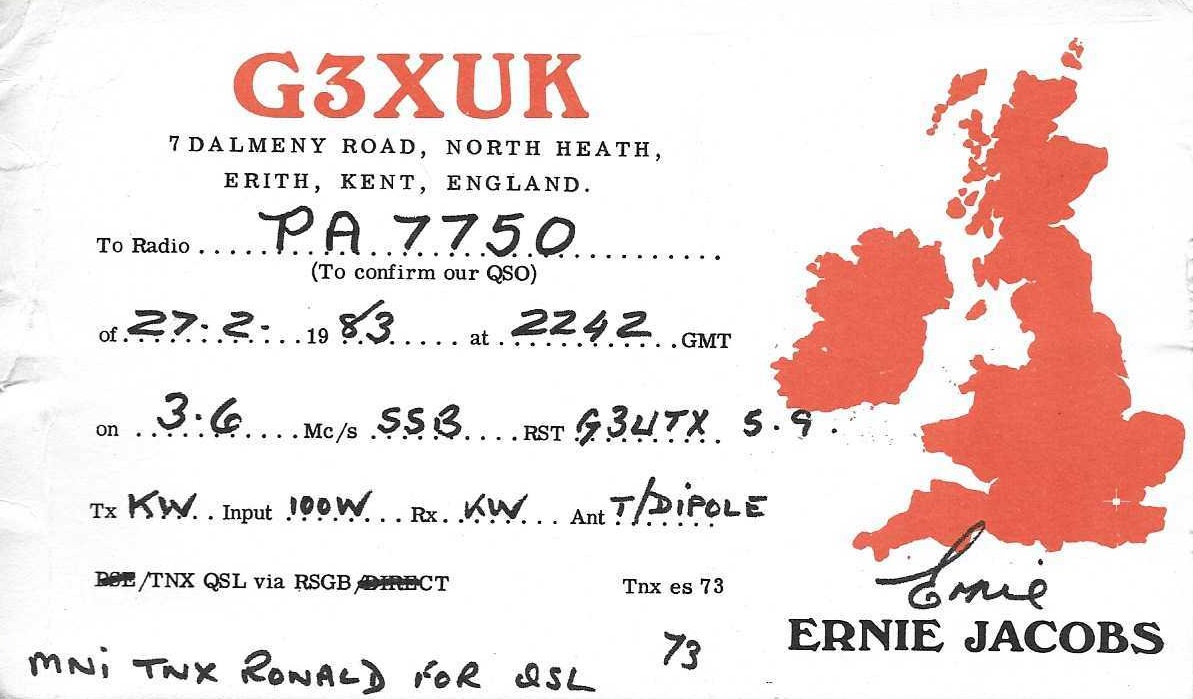 G3XUK
7 DALMENY ROAD, NORTH HEATH,
ERITH, KENT, ENGLAND.
To Radio ..... PA 7750 ..........
(To confirm our QSO)
of 27.2. 1983 ..... at 2242 .GMT
on 3.6 Mc/s SSB .... RST G3UTX 5.9.
Tx KW.. Input 100W ... Rx KW ... Ant T/DiPOLE
PSE/TNX QSL via RSGB/DIRECT Tnx es 73
Ernie
ERNIE JACOBS
MNi TNX RONALD FOR QSL 73